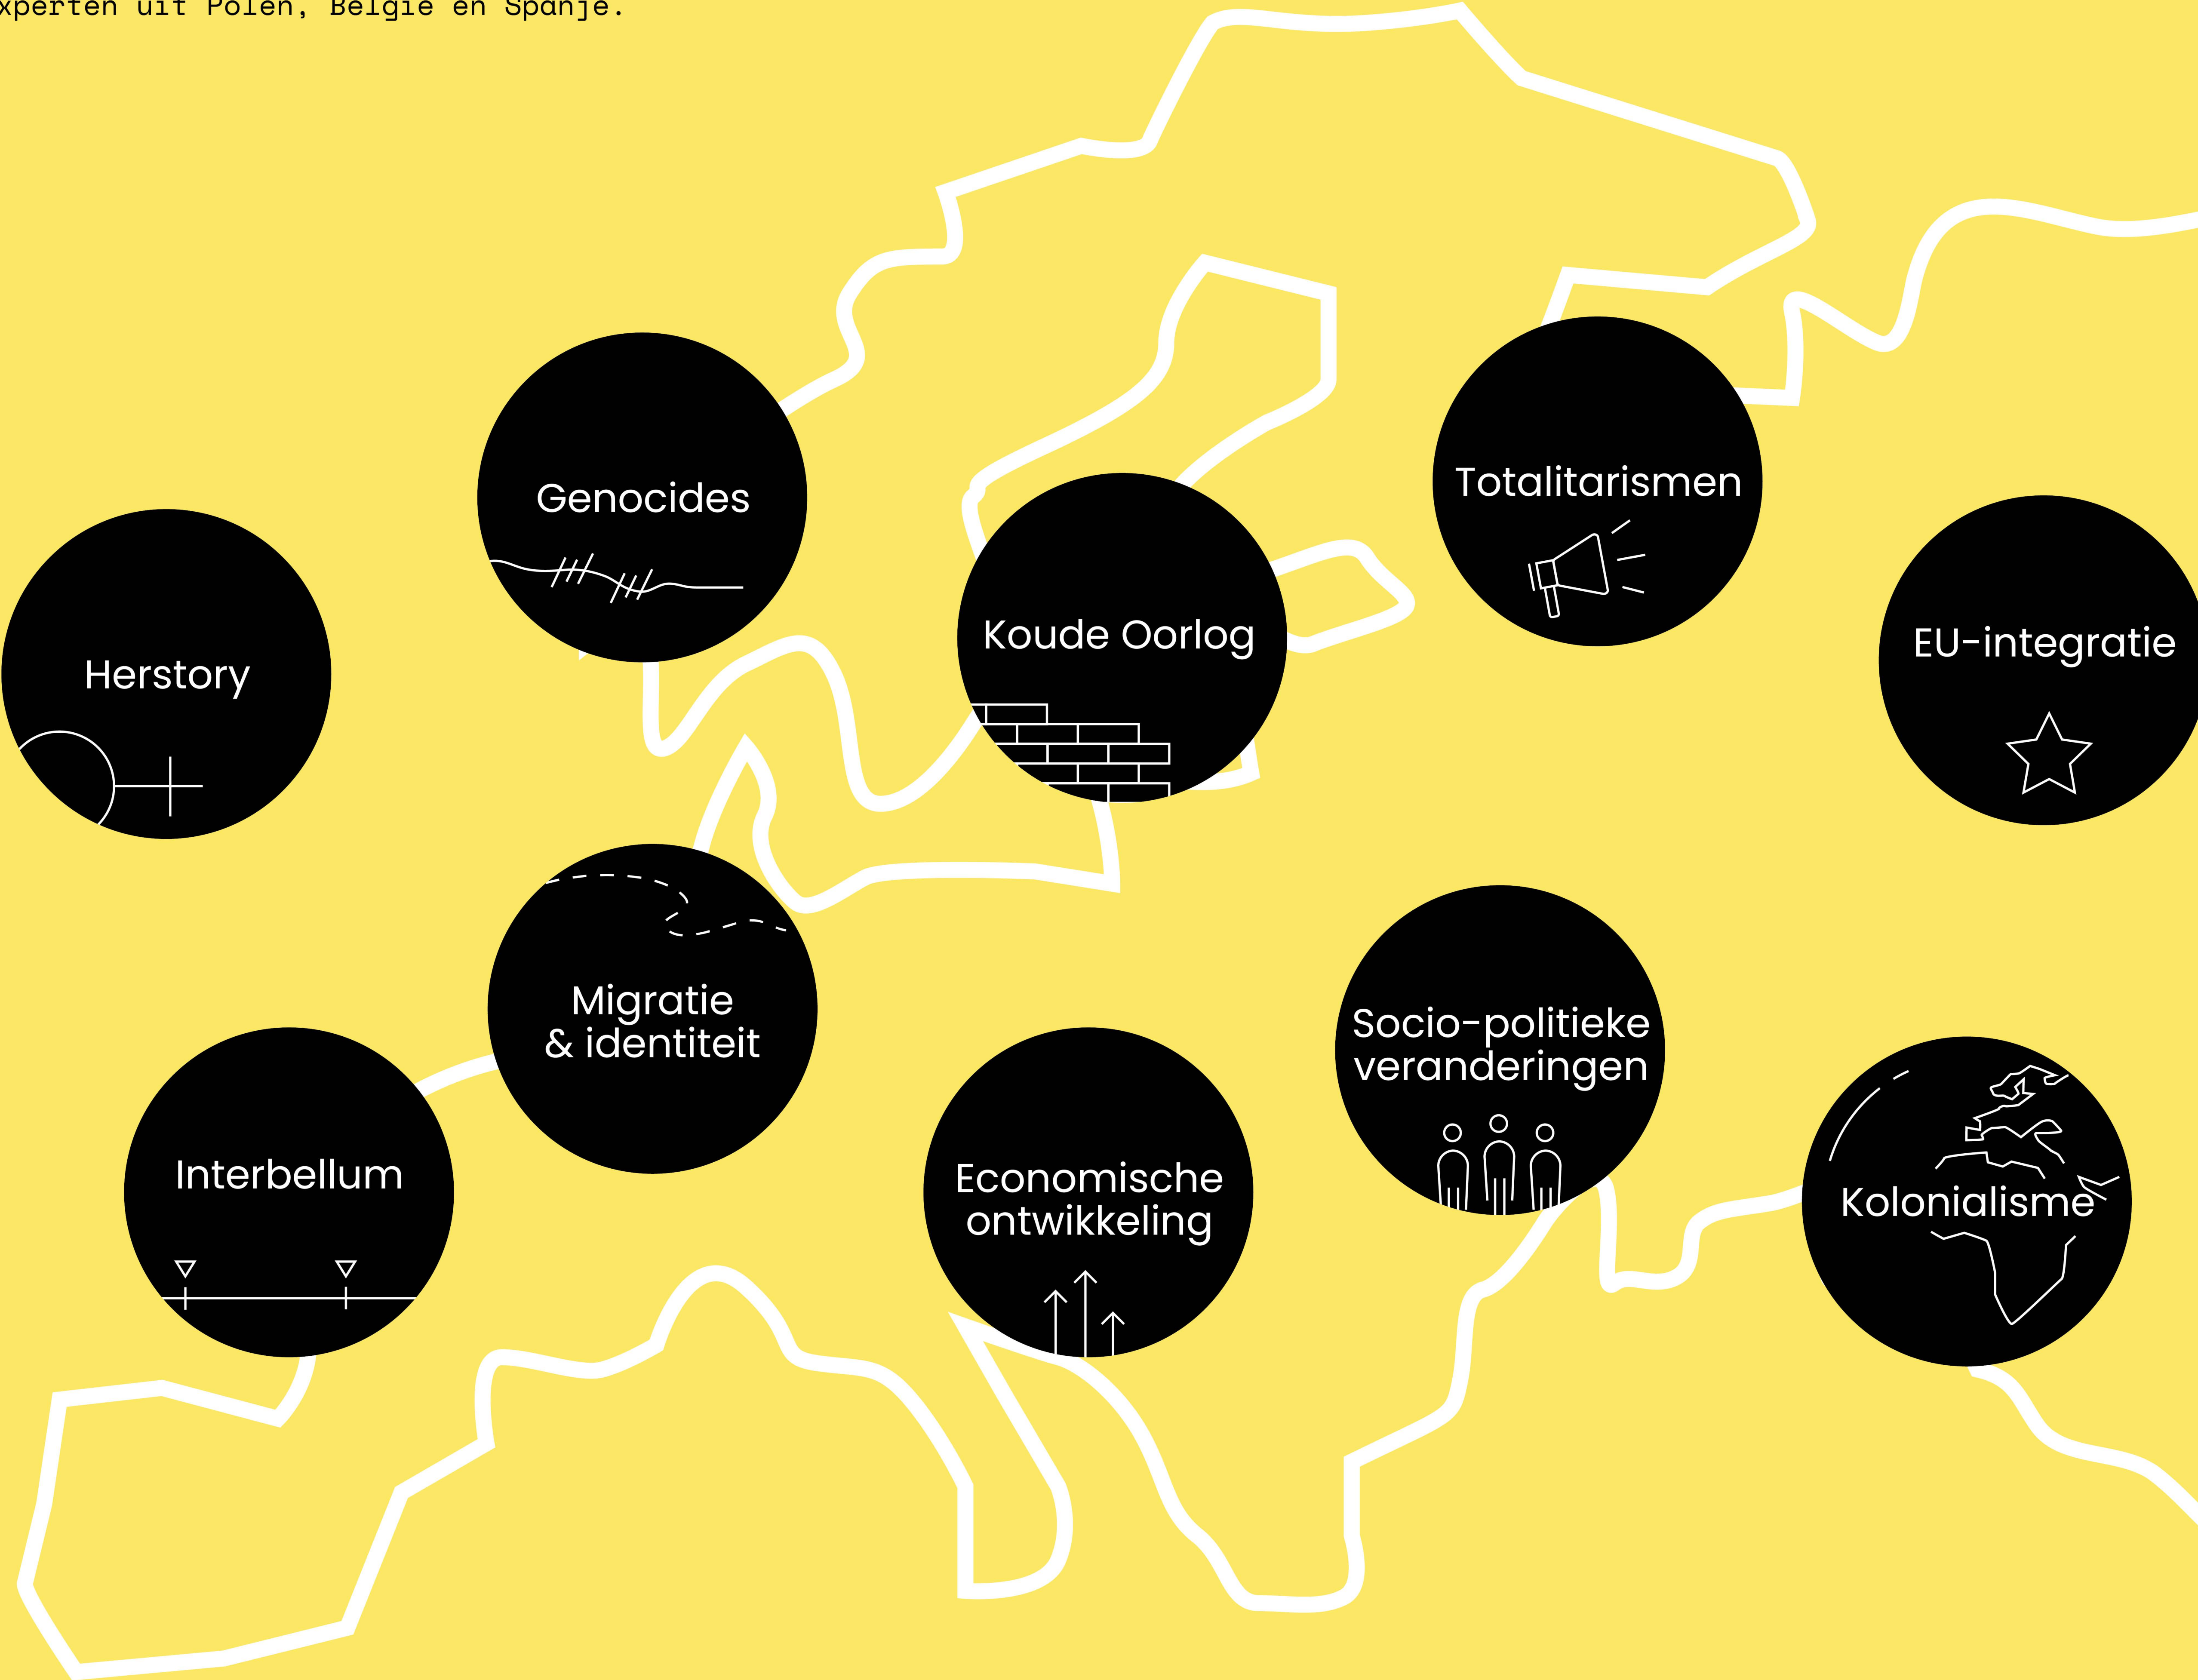 xperten uit Polen, België en Spanje.
Genocides
Totalitarismen
Koude Oorlog
EU-integratie
Herstory
Migratie
& identiteit
Socio-politieke
veranderingen
Interbellum
Economische
ontwikkeling
Kolonialisme